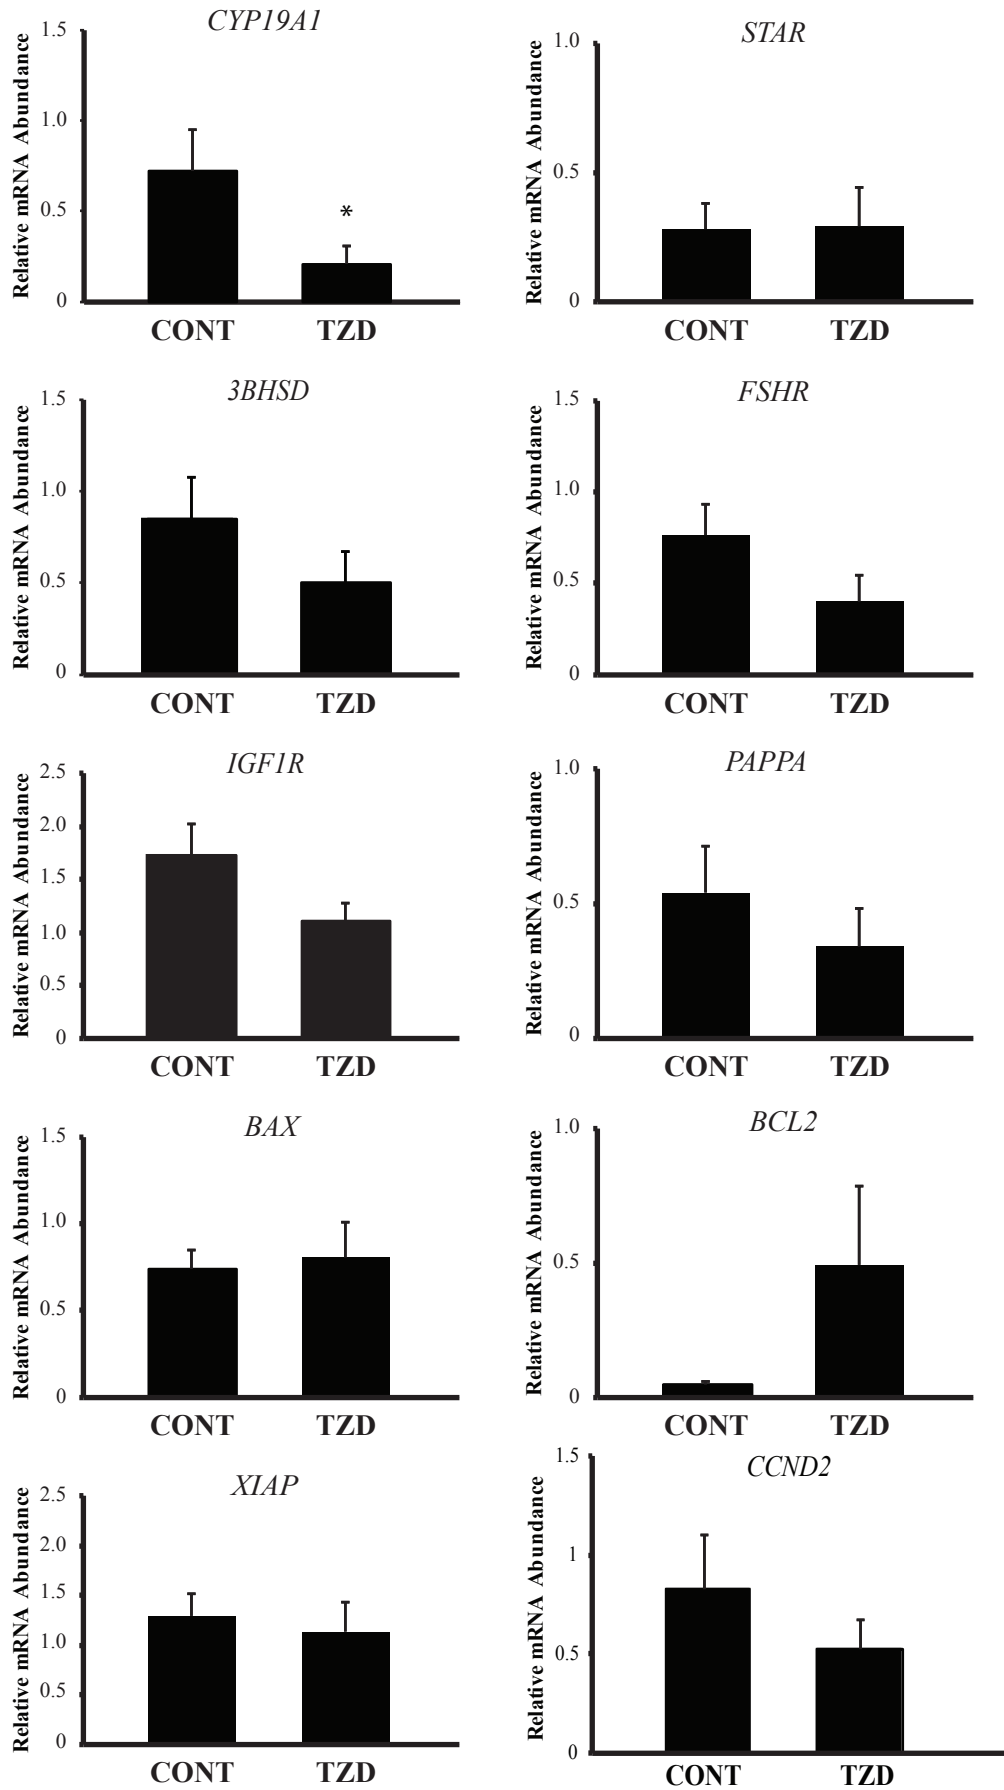 CYP19A1
Relative mRNA Abundance
1.5
1.0
0.5
0
*
CONT TZD
STAR
Relative mRNA Abundance
1.0
0.5
0
CONT TZD
3BHSD
Relative mRNA Abundance
1.5
1.0
0.5
0
CONT TZD
FSHR
Relative mRNA Abundance
1.5
1.0
0.5
0
CONT TZD
IGF1R
Relative mRNA Abundance
2.5
2.0
1.5
1.0
0.5
0
CONT TZD
PAPPA
Relative mRNA Abundance
1.0
0.5
0
CONT TZD
BAX
Relative mRNA Abundance
1.5
1.0
0.5
0
CONT TZD
BCL2
Relative mRNA Abundance
1.0
0.5
0
CONT TZD
XIAP
Relative mRNA Abundance
2.5
2.0
1.5
1.0
0.5
0
CONT TZD
CCND2
Relative mRNA Abundance
1.5
1
0.5
0
CONT TZD